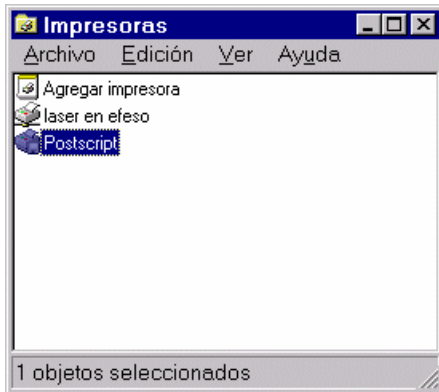 Impresoras
Archivo Edición Ver Ayuda
Agregar impresora
laser en efeso
Postscript
1 objetos seleccionados